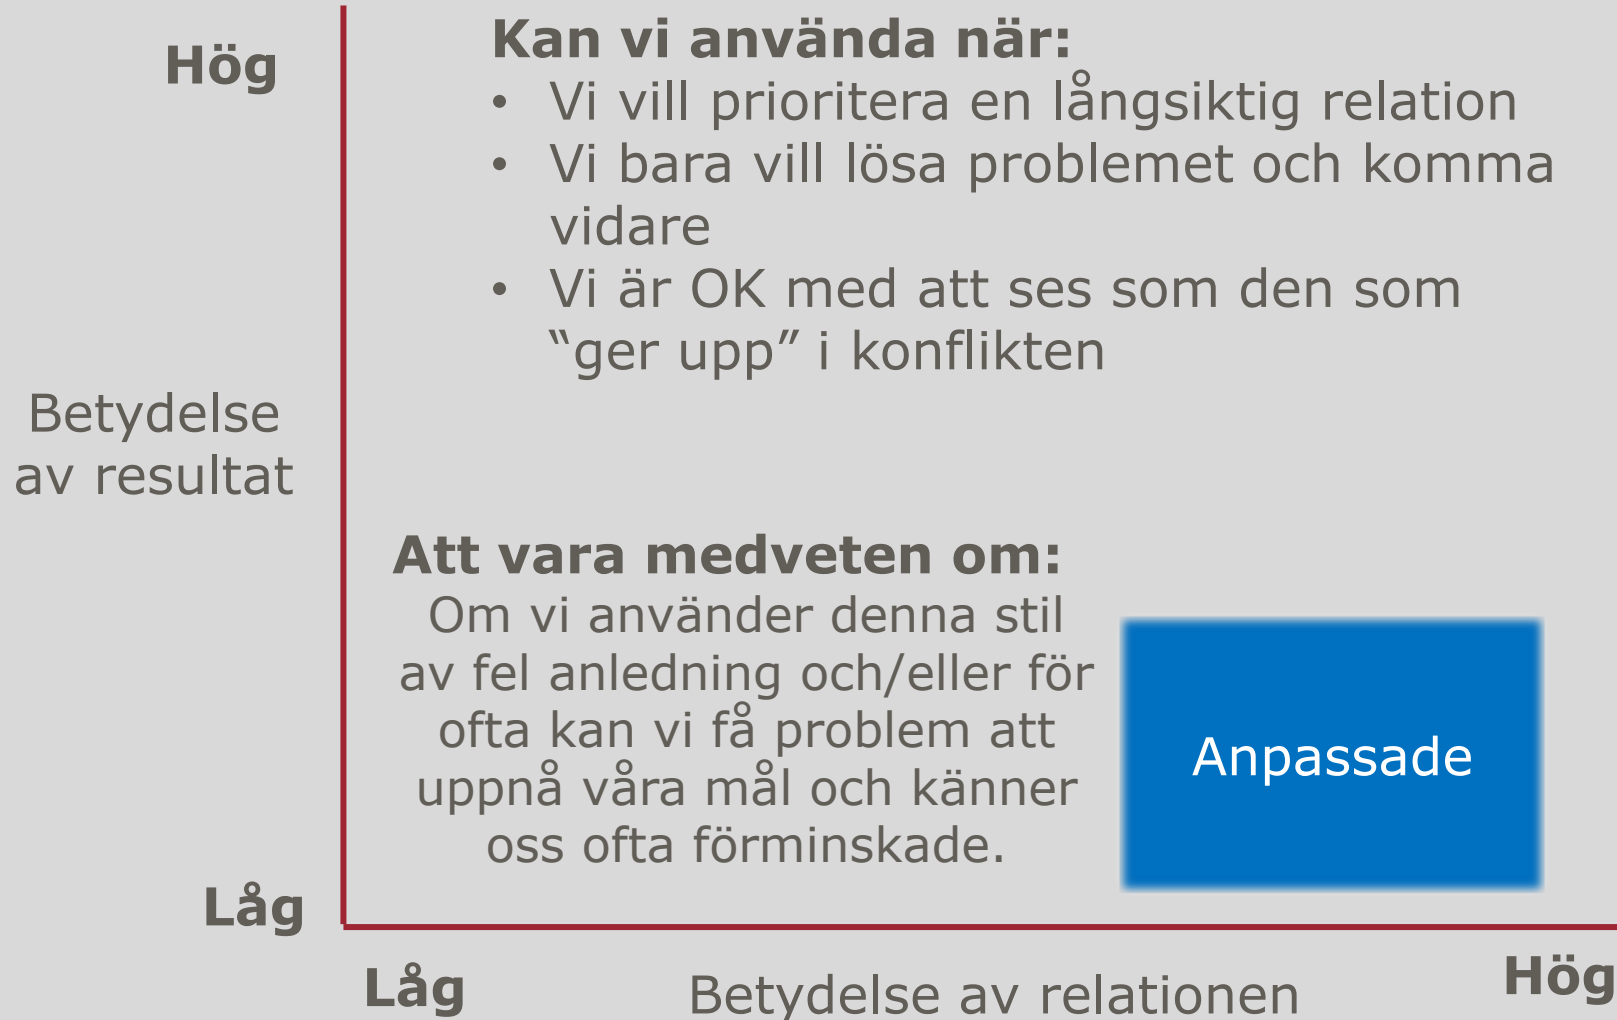 Hög
Kan vi använda när:
• Vi vill prioritera en långsiktig relation
• Vi bara vill lösa problemet och komma
vidare
• Vi är OK med att ses som den som
“ger upp” i konflikten
Betydelse
av resultat
Att vara medveten om:
Om vi använder denna stil
av fel anledning och/eller för
ofta kan vi få problem att
uppnå våra mål och känner
oss ofta förminskade.
Anpassade
Låg
Låg
Betydelse av relationen
Hög